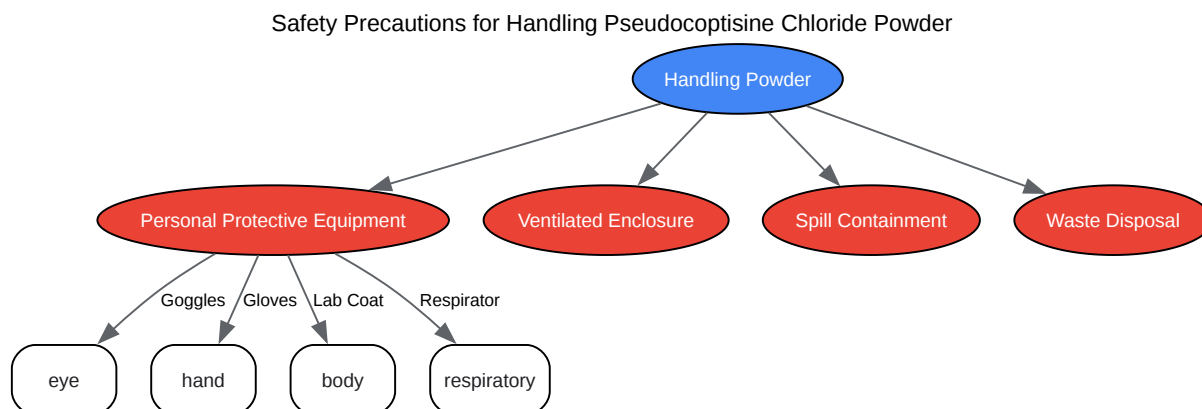 Safety Precautions for Handling Pseudocoptisine Chloride Powder
Handling Powder
Personal Protective Equipment
Ventilated Enclosure
Spill Containment
Waste Disposal
Goggles
Gloves
Lab Coat
Respirator
eye
hand
body
respiratory